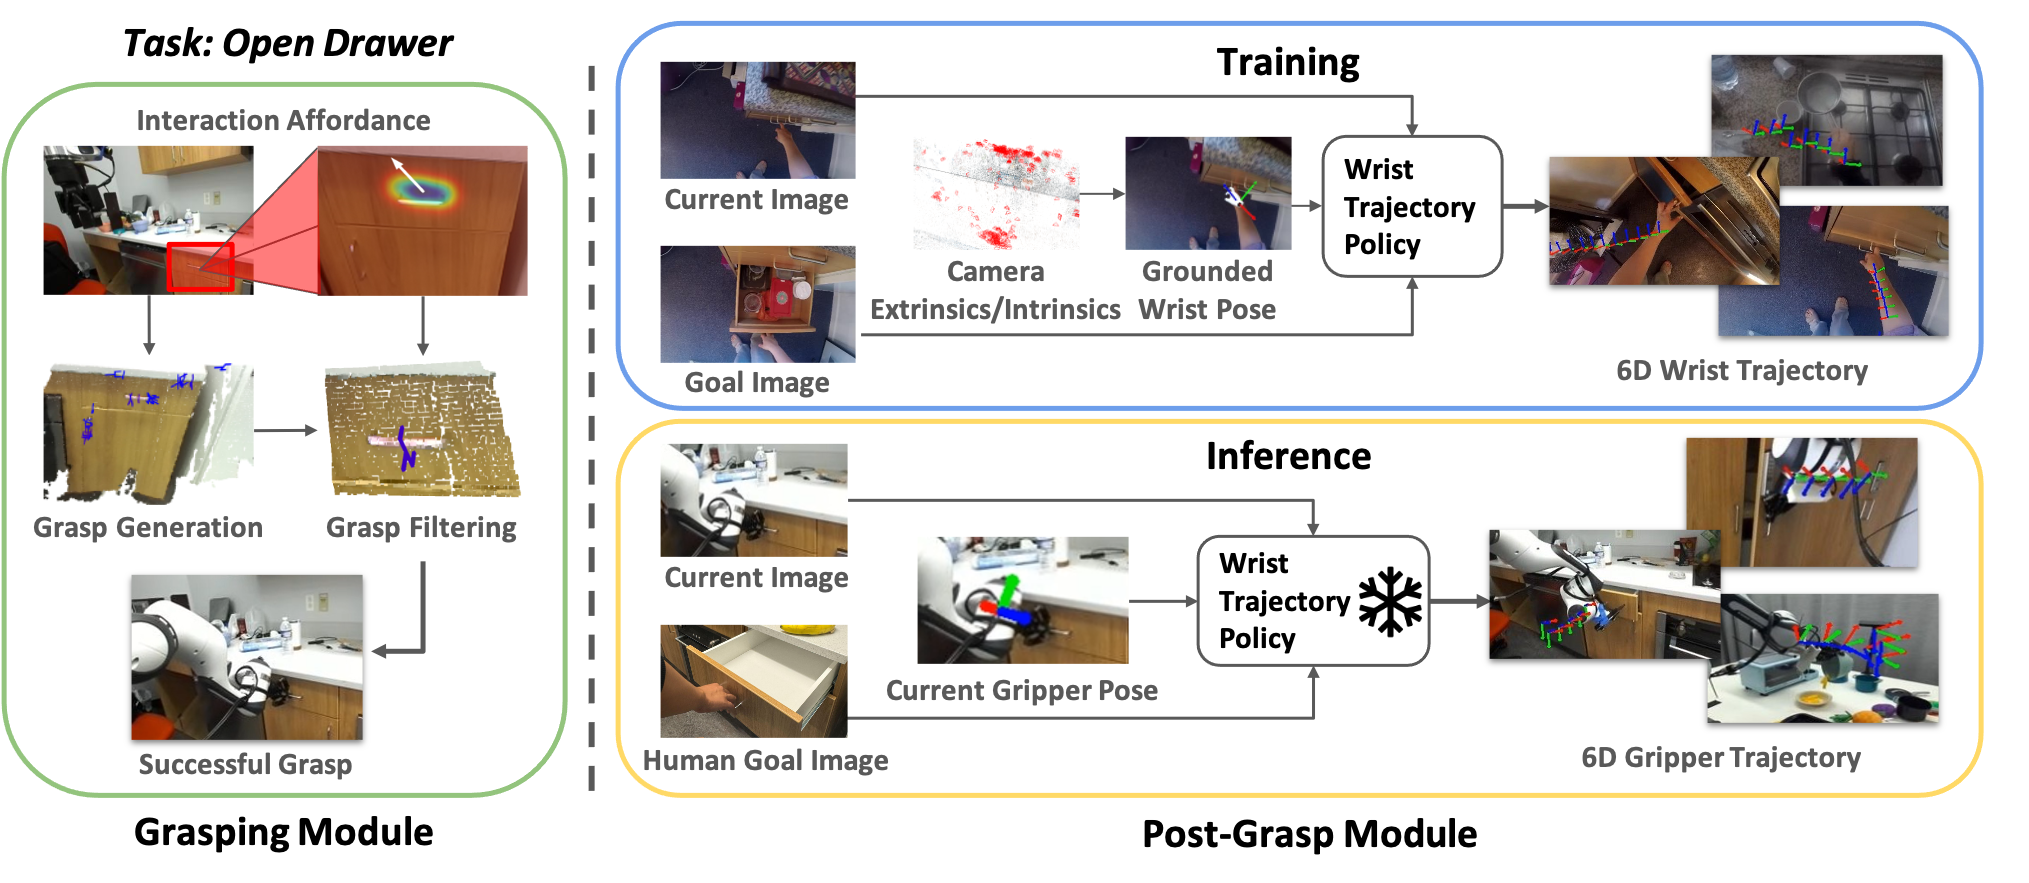 Task: Open Drawer
Interaction Affordance
Grasp Generation
Grasp Filtering
Successful Grasp
Grasping Module
Training
Current Image
Goal Image
Camera
Extrinsics/Intrinsics
Grounded
Wrist Pose
Wrist
Trajectory
Policy
6D Wrist Trajectory
Inference
Current Image
Human Goal Image
Current Gripper Pose
Wrist
Trajectory
Policy
6D Gripper Trajectory
Post-Grasp Module